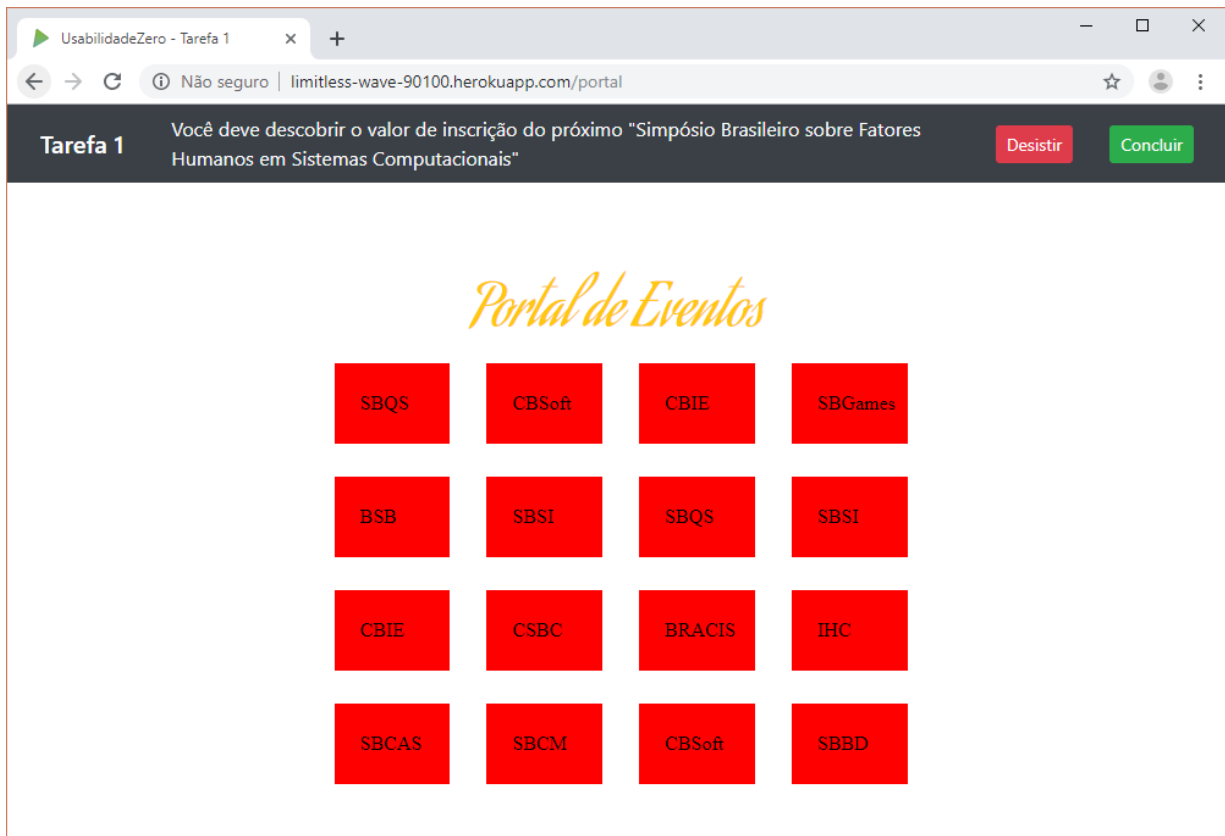 UsabilidadeZero - Tarefa 1
Não seguro | limitless-wave-90100.herokuapp.com/portal
Tarefa 1
Você deve descobrir o valor de inscrição do próximo "Simpósio Brasileiro sobre Fatores
Humanos em Sistemas Computacionais"
Desistir
Concluir
Portal de Eventos
SBQS CBSoft CBIE SBGames
BSB SBSI SBQS SBSI
CBIE CSBC BRACIS IHC
SBCAS SBCM CBSoft SBBD